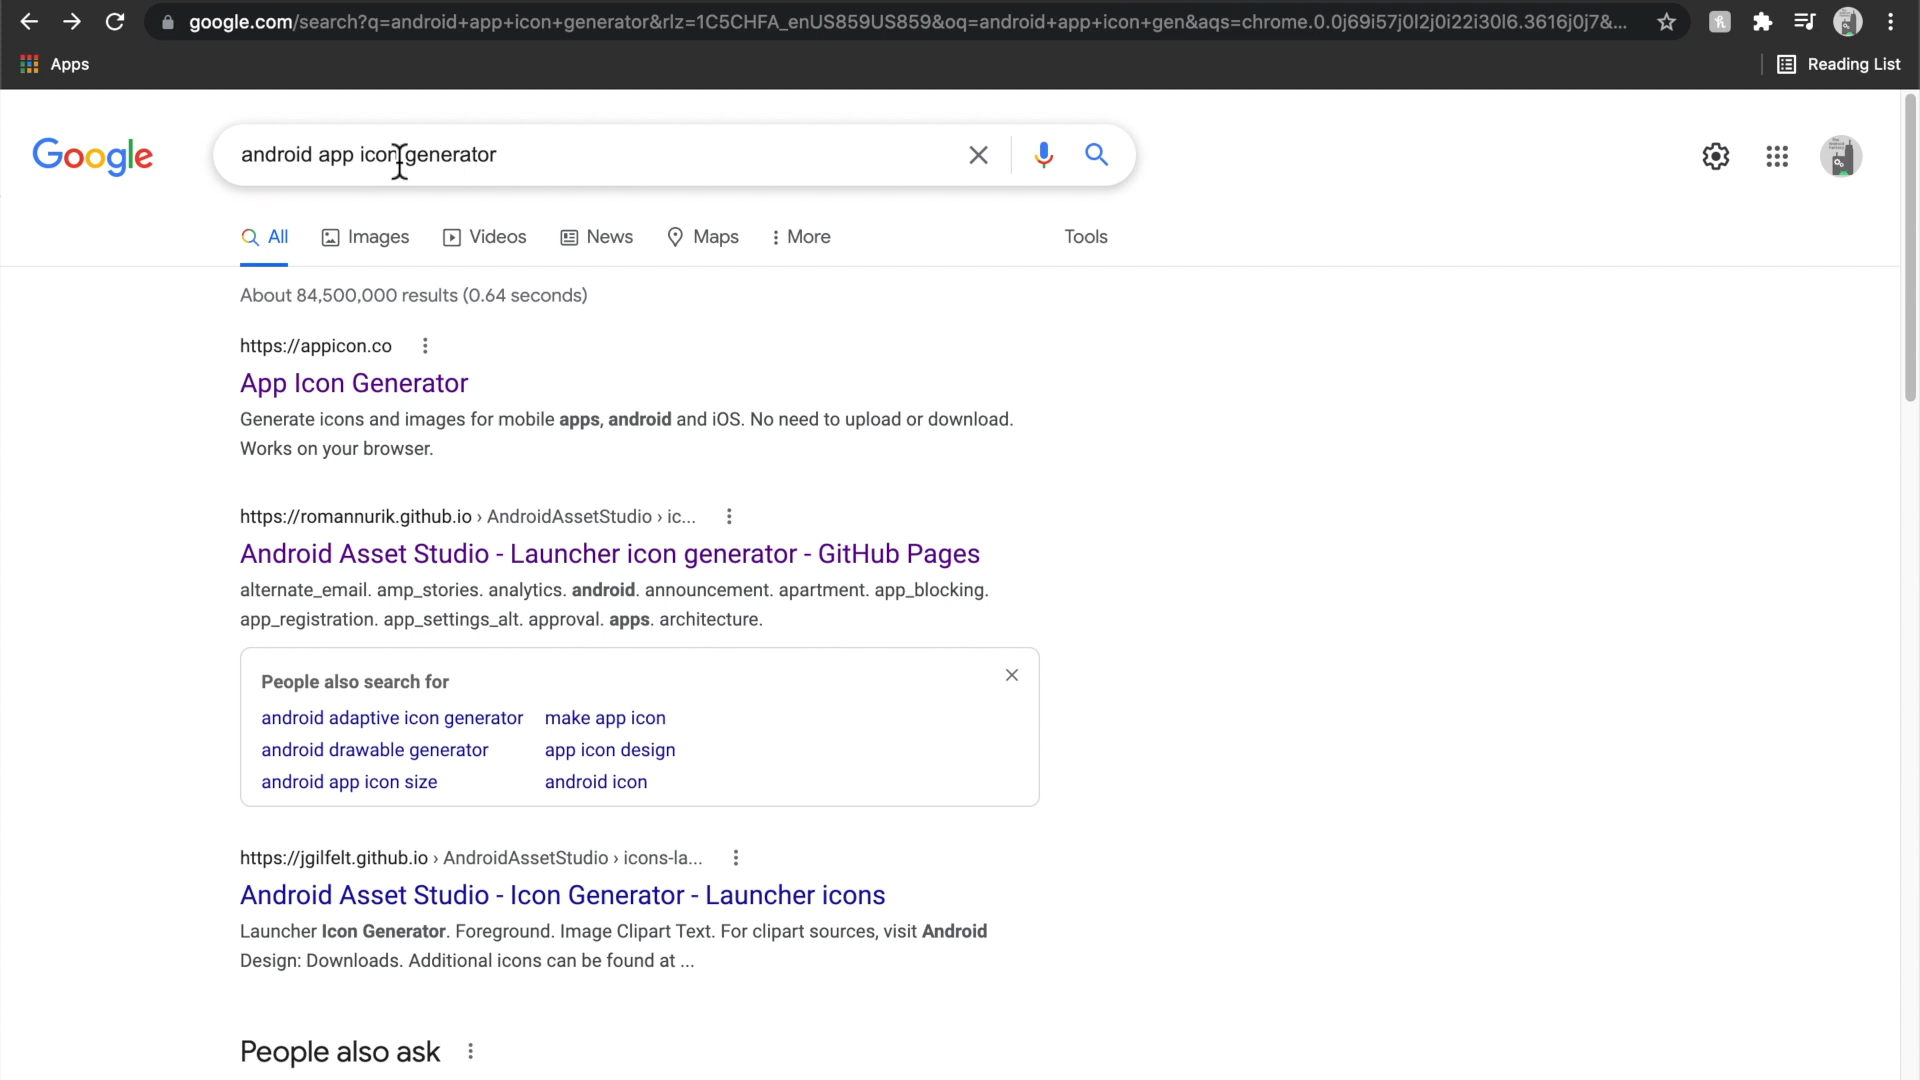 google.com/search?q=android+app+icon+generator&rlz=1C5CHFA_enUS859US859&oq=android+app+icon+gen&aqs=chrome.0.0j69i57j0l2j0i22i30l6.3616j0j7&...
Apps
Reading List
Google
android app icon generator
All
Images
Videos
News
Maps
More
Tools
About 84,500,000 results (0.64 seconds)
https://appicon.co
App Icon Generator
Generate icons and images for mobile apps, android and iOS. No need to upload or download.
Works on your browser.
https://romannurik.github.io › AndroidAssetStudio › ic...
Android Asset Studio - Launcher icon generator - GitHub Pages
alternate_email. amp_stories. analytics. android. announcement. apartment. app_blocking.
app_registration. app_settings_alt. approval. apps. architecture.
People also search for
android adaptive icon generator
make app icon
android drawable generator
app icon design
android app icon size
android icon
https://jgilfelt.github.io › AndroidAssetStudio › icons-la...
Android Asset Studio - Icon Generator - Launcher icons
Launcher Icon Generator. Foreground. Image Clipart Text. For clipart sources, visit Android
Design: Downloads. Additional icons can be found at ...
People also ask